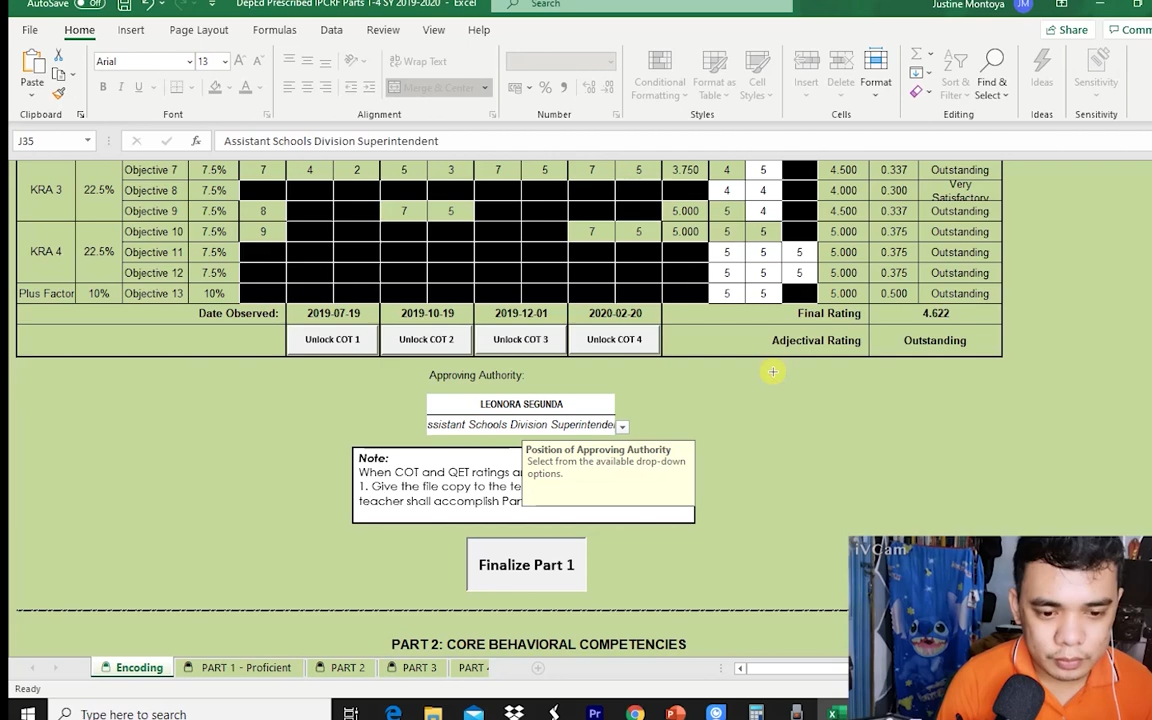 AutoSave Off DepEd Prescribed IPCRF Parts 1-4 SY 2019-2020 - Excel Search Justine Montoya JM
File Home Insert Page Layout Formulas Data Review View Help Share
Arial 13 Wrap Text
Paste B I U Merge & Center Conditional Formatting Format as Table Cell Styles Insert Delete Format Sort & Filter Find & Select Ideas Sensitivity
Clipboard Font Alignment Number Styles Cells Editing Ideas Sensitivity
J35 fx Assistant Schools Division Superintendent
KRA 3 22.5%
Objective 7 7.5% 7 4 2 5 3 7 5 7 5 3.750 4 5 4.500 0.337 Outstanding
Objective 8 7.5% 4 4 4.000 0.300 Very Satisfactory
Objective 9 7.5% 8 7 5 5.000 5 4 4.500 0.337 Outstanding
KRA 4 22.5%
Objective 10 7.5% 9 7 5 5.000 5 5 5.000 0.375 Outstanding
Objective 11 7.5% 5 5 5 5.000 0.375 Outstanding
Objective 12 7.5% 5 5 5 5.000 0.375 Outstanding
Plus Factor 10% Objective 13 10% 5 5 5.000 0.500 Outstanding
Date Observed: 2019-07-19 2019-10-19 2019-12-01 2020-02-20 Final Rating 4.622
Unlock COT 1 Unlock COT 2 Unlock COT 3 Unlock COT 4 Adjectival Rating Outstanding
Approving Authority:
LEONORA SEGUNDA
ssistant Schools Division Superintende
Position of Approving Authority
Select from the available drop-down
options.
Note:
When COT and QET ratings
1. Give the file copy to the
teacher shall accomplish
Finalize Part 1
iVCam
PART 2: CORE BEHAVIORAL COMPETENCIES
Encoding PART 1 - Proficient PART 2 PART 3 PART
Ready
Type here to search